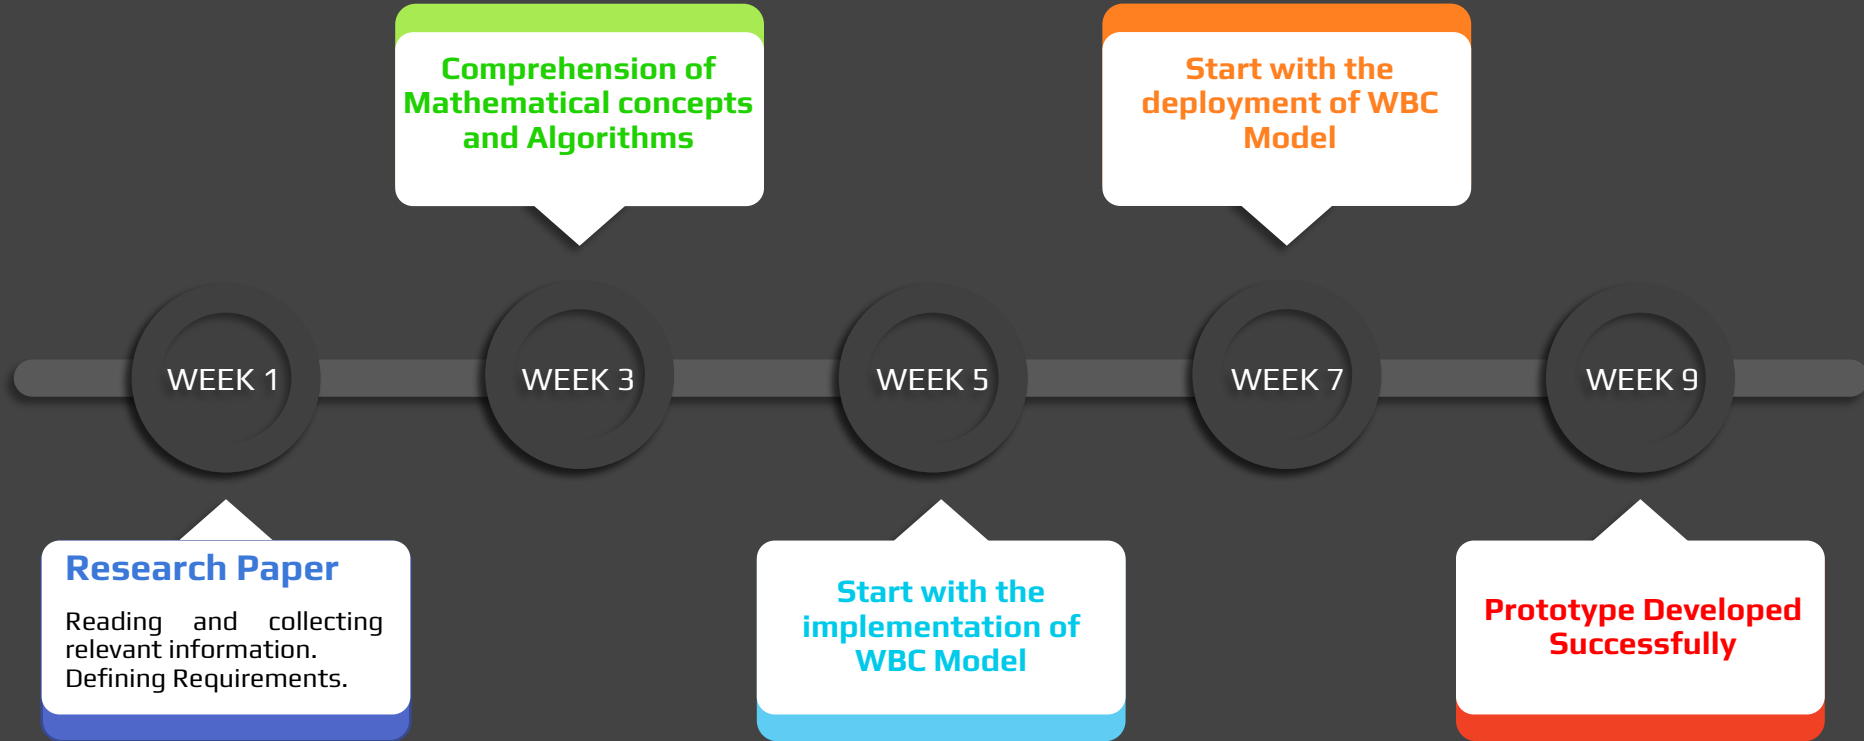 Comprehension of
Mathematical concepts
and Algorithms
Start with the
deployment of WBC
Model
WEEK 1
WEEK 3
WEEK 5
WEEK 7
WEEK 9
Research Paper
Reading and collecting
relevant information.
Defining Requirements.
Start with the
implementation of
WBC Model
Prototype Developed
Successfully